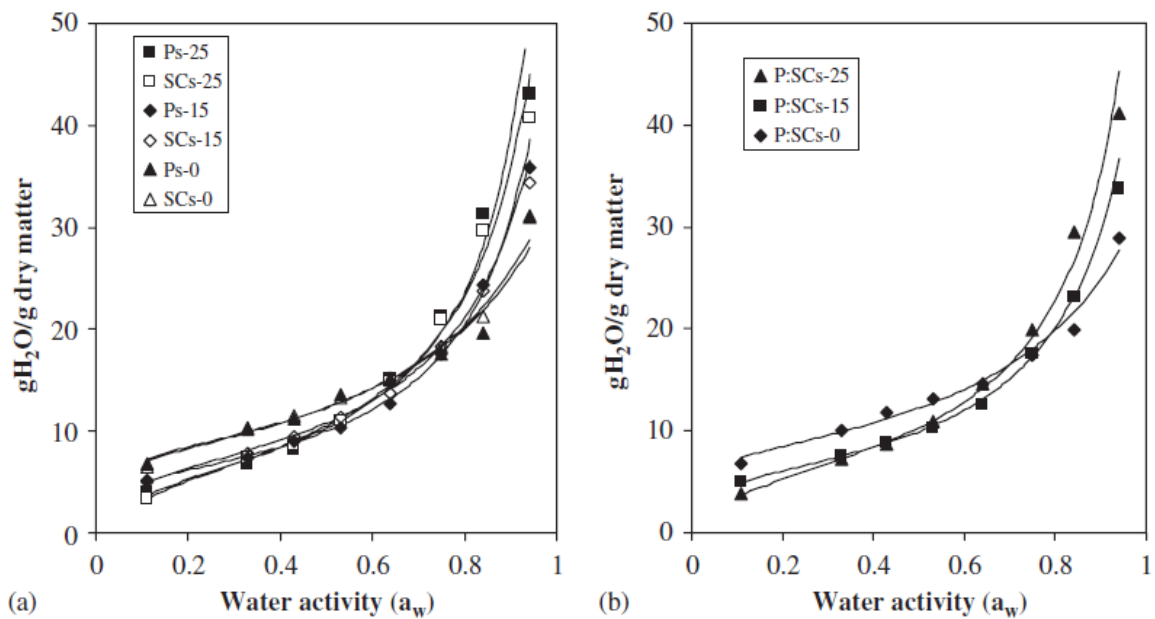 50
40
30
20
10
0
gH₂O/g dry matter
Ps-25
SCs-25
Ps-15
SCs-15
Ps-0
SCs-0
0 0.2 0.4 0.6 0.8 1
(a) Water activity (a_w)
50
40
30
20
10
0
gH₂O/g dry matter
P:SCs-25
P:SCs-15
P:SCs-0
0 0.2 0.4 0.6 0.8 1
(b) Water activity (a_w)